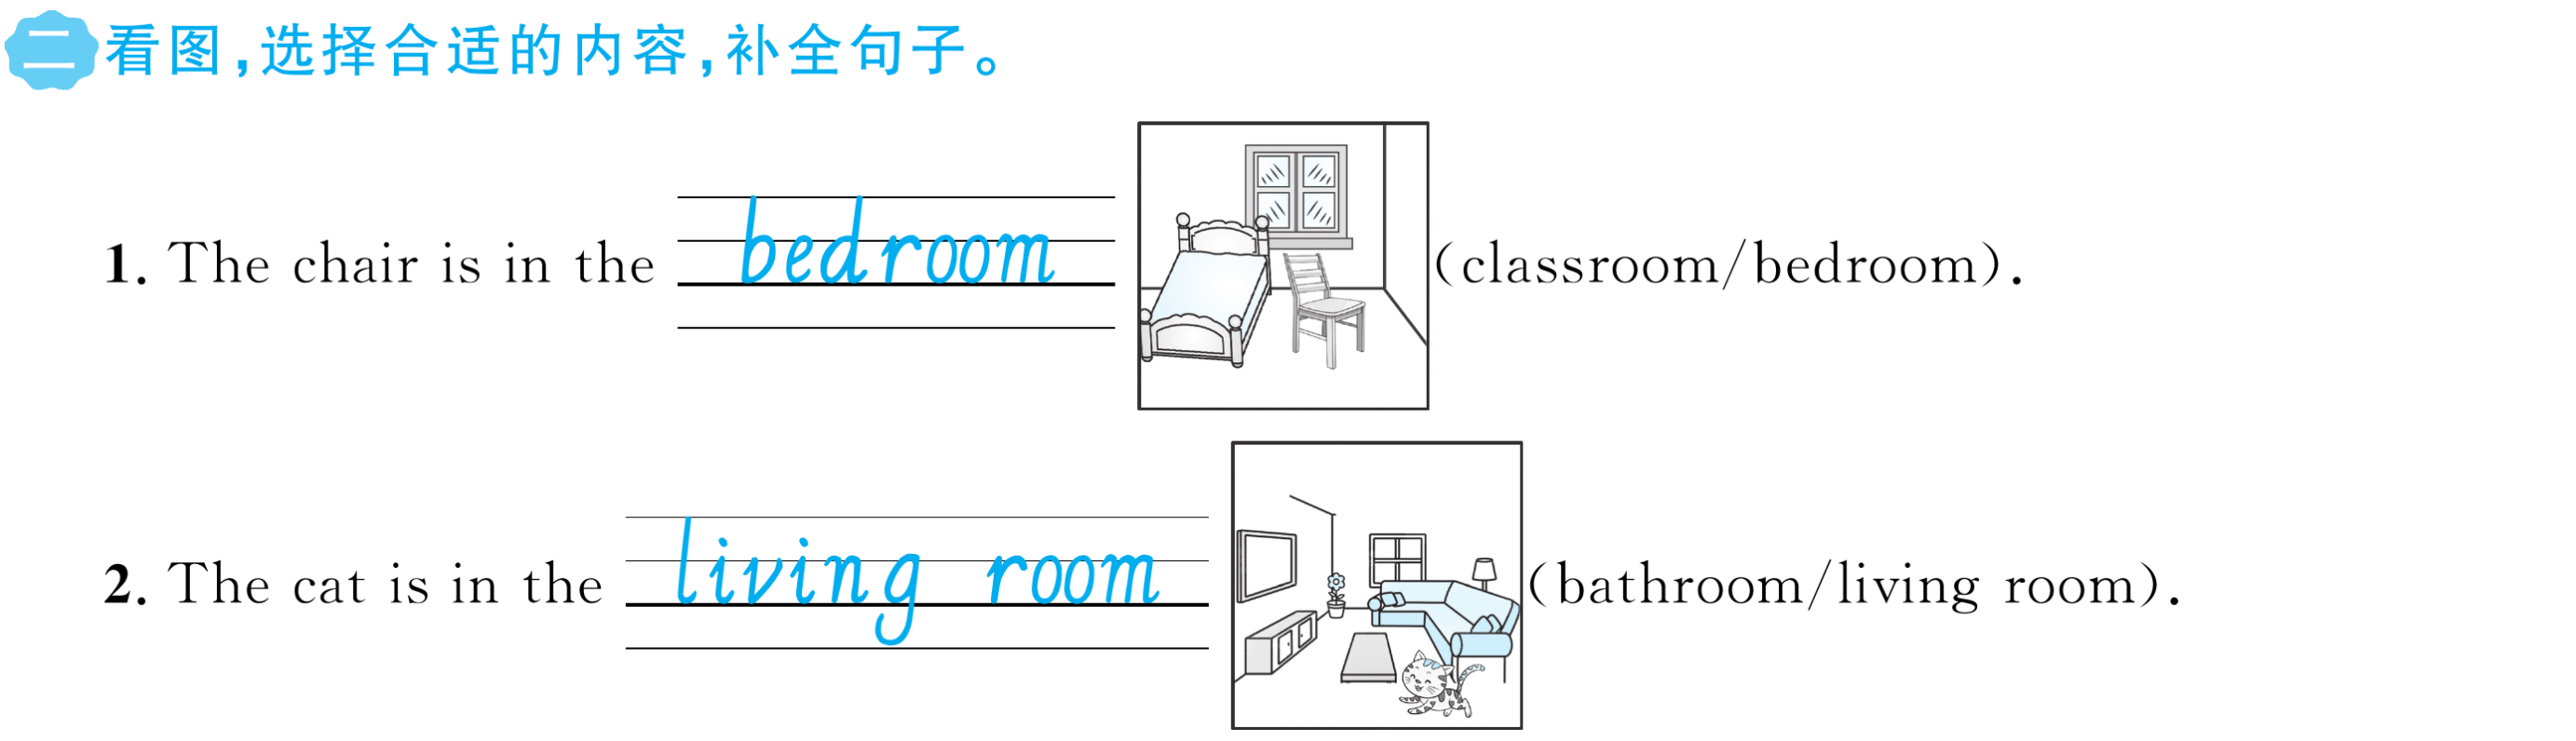 二 看图,选择合适的内容,补全句子。
1. The chair is in the bedroom (classroom/bedroom).
2. The cat is in the living room (bathroom/living room).